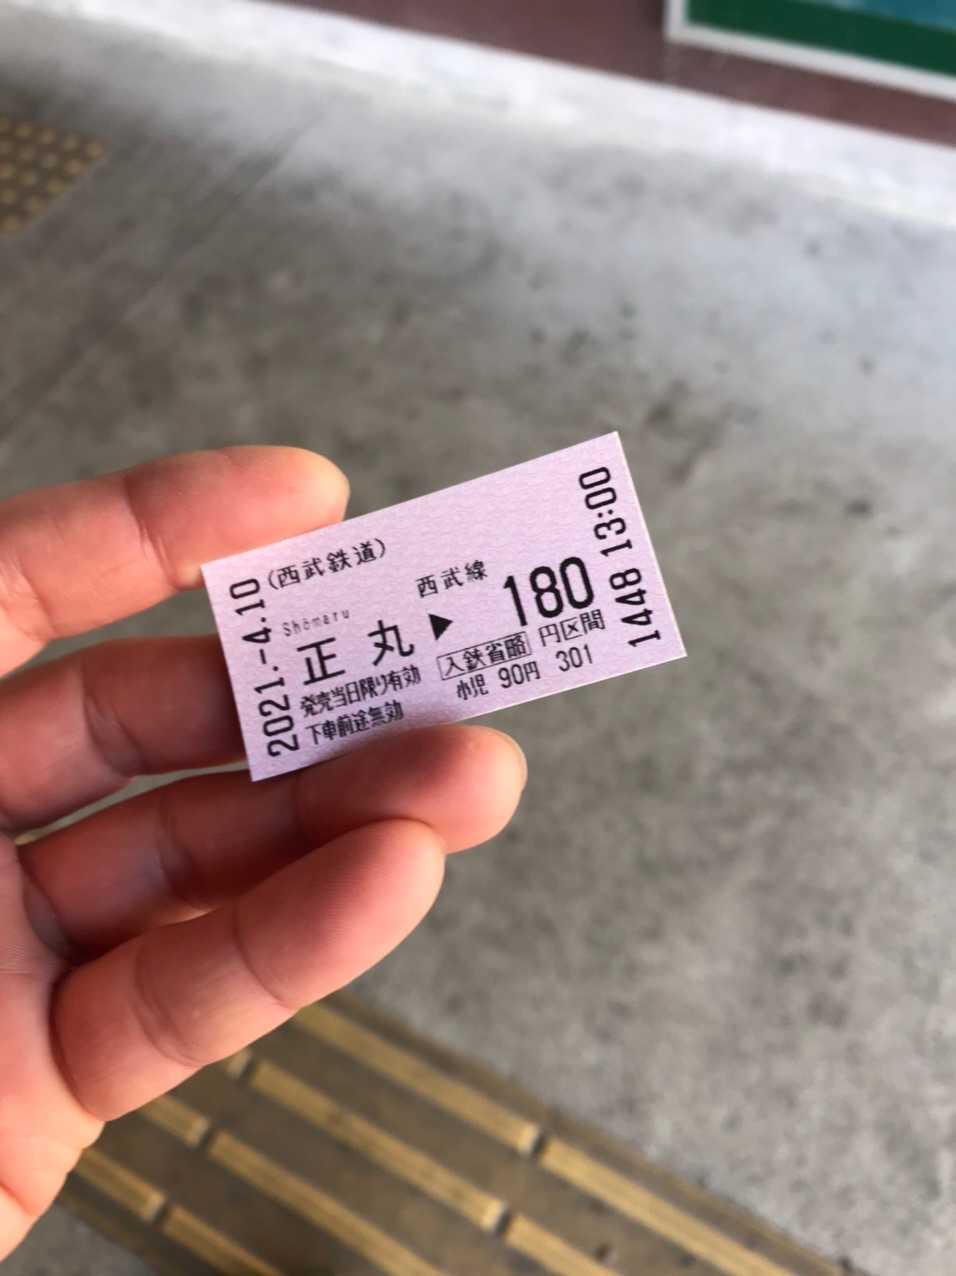 (西武鉄道)
2021.-4.10
Shōmaru
正丸 ▶
西武線
180
円区間
入鉄省略
小児 90円 301
発売当日限り有効
下車前途無効
1448 13:00